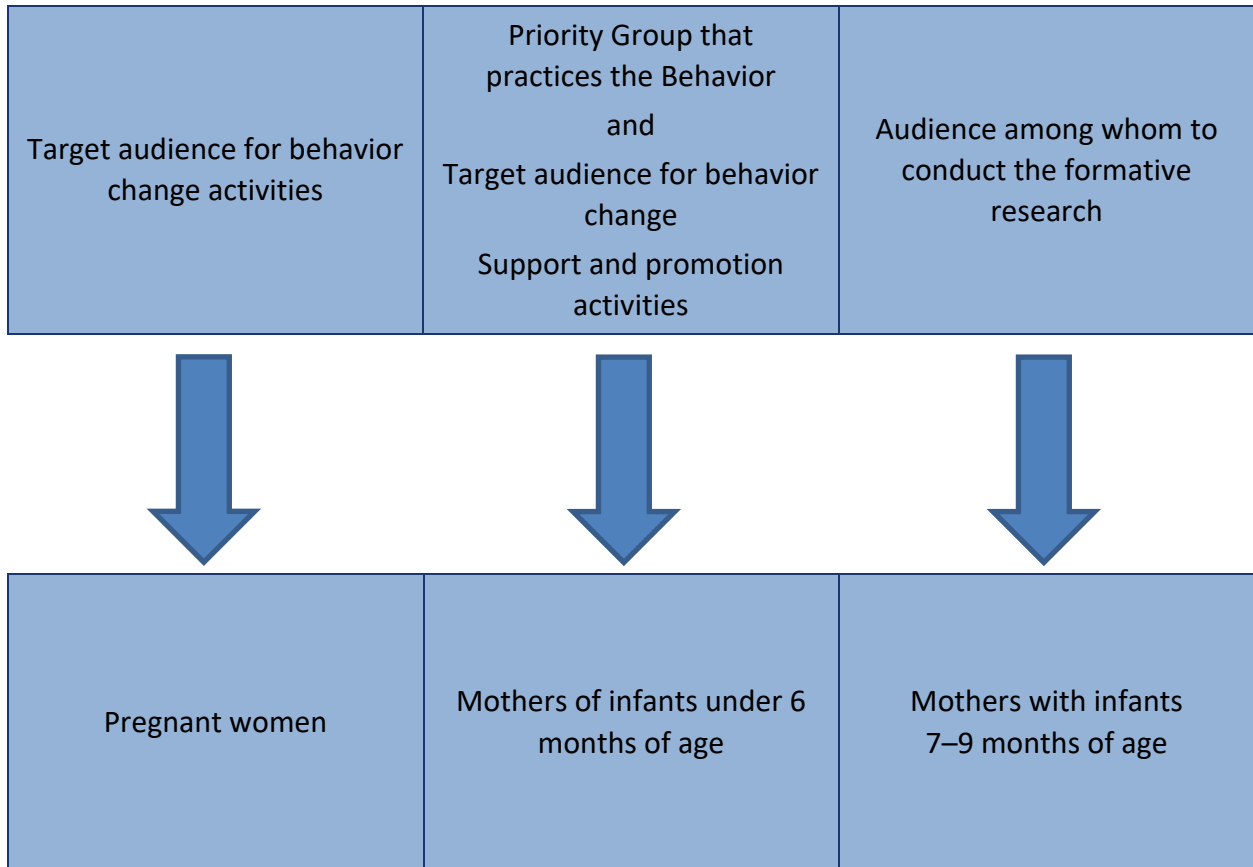 Target audience for behavior
change activities
Priority Group that
practices the Behavior
and
Target audience for behavior
change
Support and promotion
activities
Audience among whom to
conduct the formative
research
Pregnant women
Mothers of infants under 6
months of age
Mothers with infants
7–9 months of age